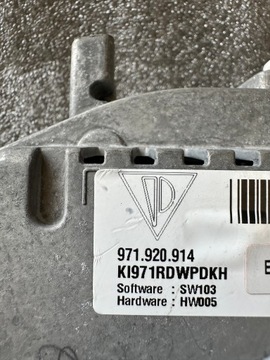 971.920.914
KI971RDWPDKH
Software : SW103
Hardware : HW005